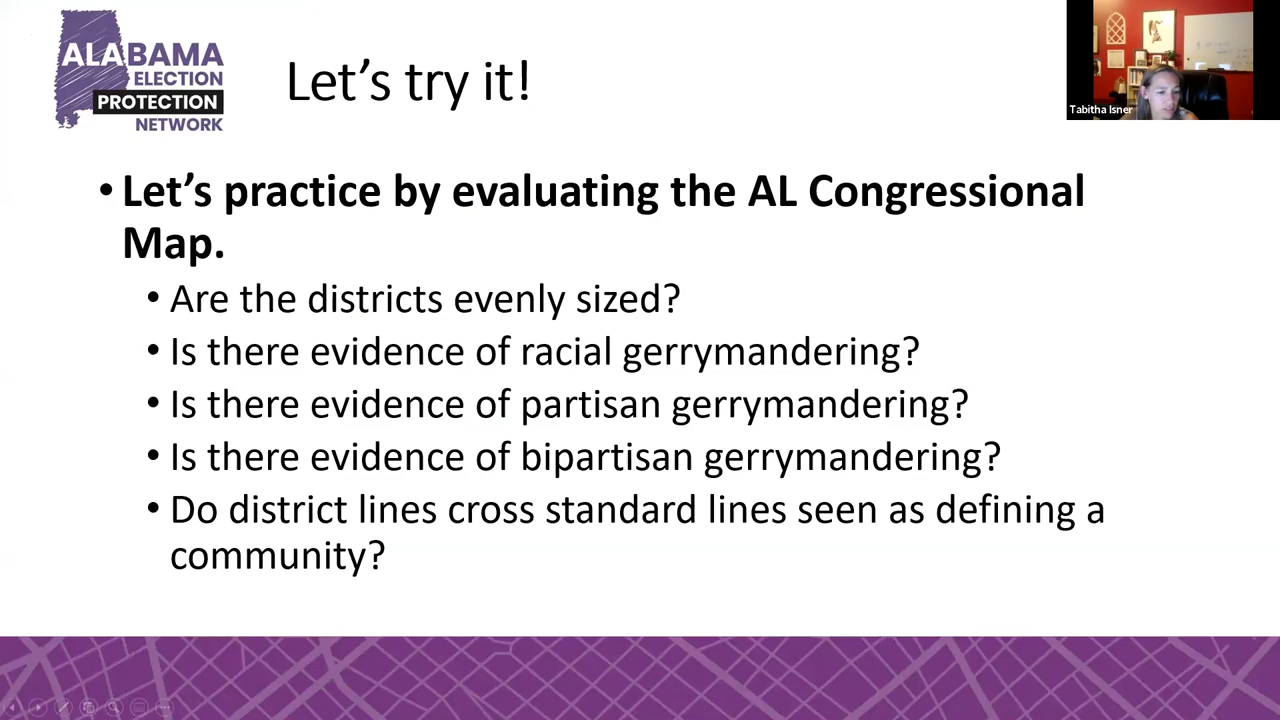 ALABAMA
ELECTION
PROTECTION
NETWORK
Let's try it!
Tabitha Isner
• Let's practice by evaluating the AL Congressional
Map.
• Are the districts evenly sized?
• Is there evidence of racial gerrymandering?
• Is there evidence of partisan gerrymandering?
• Is there evidence of bipartisan gerrymandering?
• Do district lines cross standard lines seen as defining a
community?